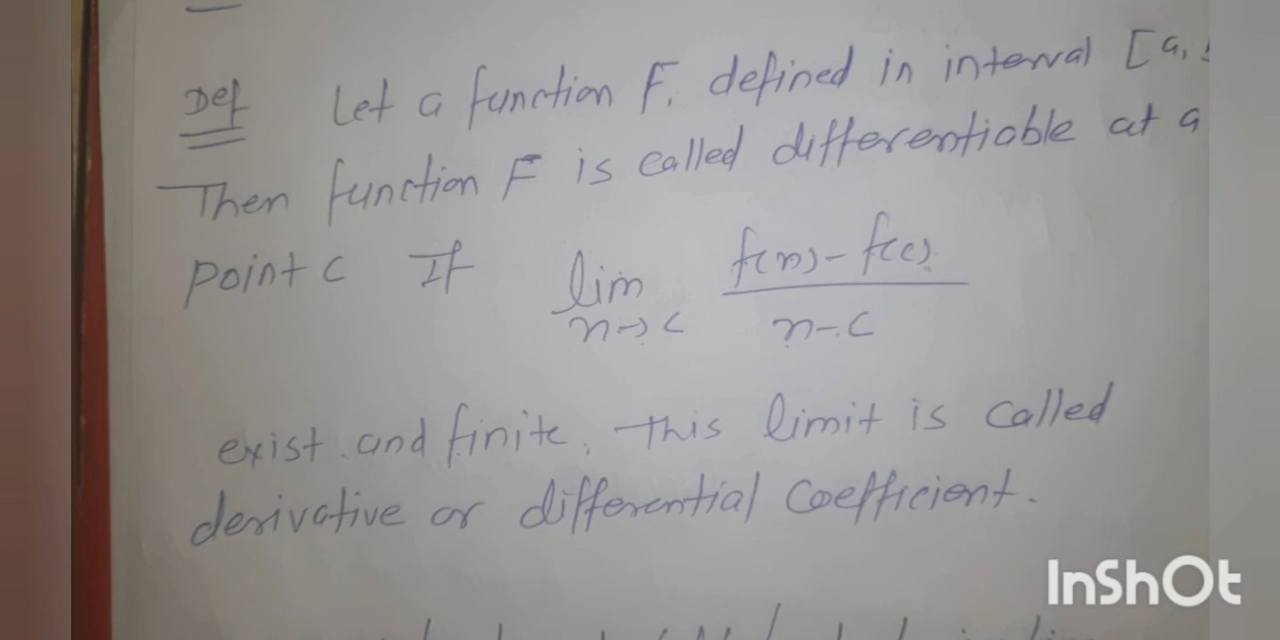 Def Let a function F, defined in interval [a,
Then function F is called differentiable at a
point c If lim n→c f(n)-f(c) / n-c
exist and finite. This limit is called
derivative or differential coefficient.
InShOt